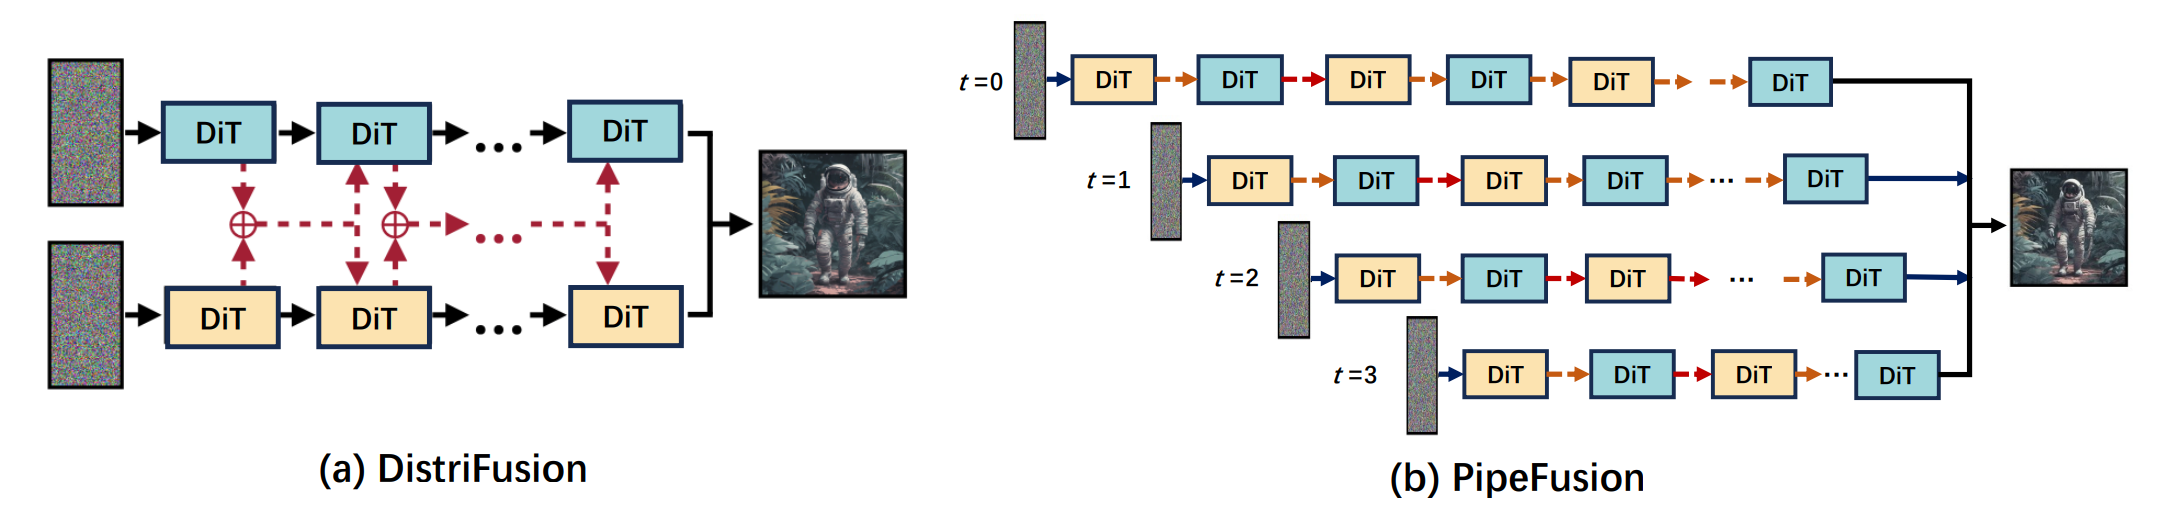 DiT DiT DiT
DiT DiT DiT
(a) DistriFusion
t =0 DiT DiT DiT DiT DiT DiT
t =1 DiT DiT DiT DiT ... DiT
t =2 DiT DiT DiT ... DiT
t =3 DiT DiT DiT ... DiT
(b) PipeFusion